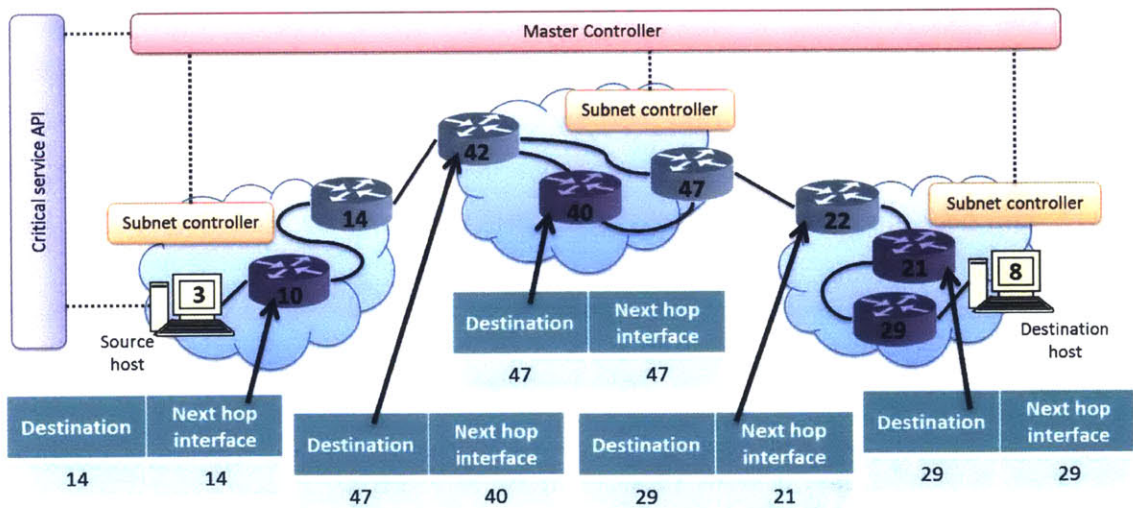 Master Controller
Critical service API
Subnet controller
42
47
40
Subnet controller
14
22
Subnet controller
3
10
21
8
29
Source
host
Destination
host
Destination
Next hop
interface
47
47
Destination
Next hop
interface
14
14
Destination
Next hop
interface
47
40
Destination
Next hop
interface
29
21
Destination
Next hop
interface
29
29